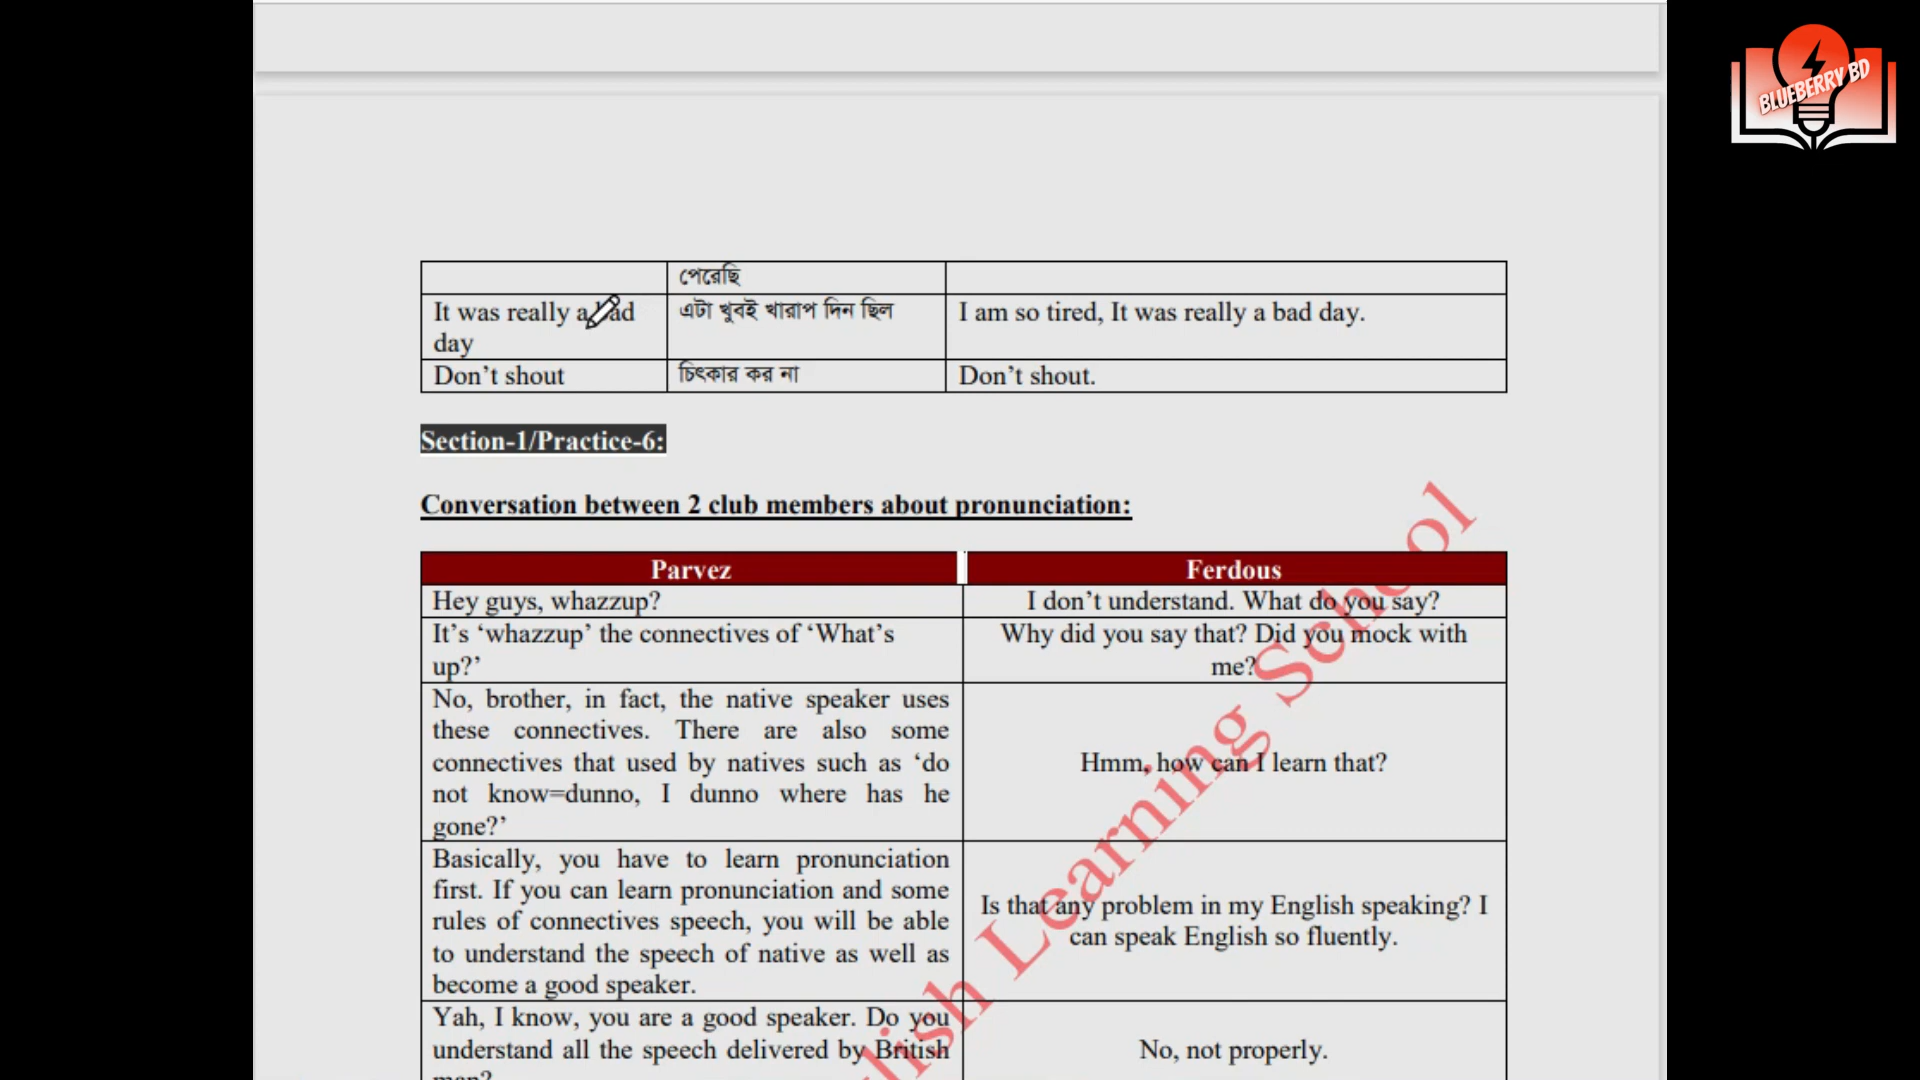 BLUEBERRY BD
পেরেছি
It was really a bad এটা খুবই খারাপ দিন ছিল I am so tired, It was really a bad day.
day
Don’t shout চিৎকার কর না Don’t shout.
Section-1/Practice-6:
Conversation between 2 club members about pronunciation:
Parvez Ferdous
Hey guys, whazzup? I don’t understand. What do you say?
It’s ‘whazzup’ the connectives of ‘What’s
up?’
Why did you say that? Did you mock with
me?
No, brother, in fact, the native speaker uses
these connectives. There are also some
connectives that used by natives such as ‘do
not know=dunno, I dunno where has he
gone?’
Hmm, how can I learn that?
Basically, you have to learn pronunciation
first. If you can learn pronunciation and some
rules of connectives speech, you will be able
to understand the speech of native as well as
become a good speaker.
Is that any problem in my English speaking? I
can speak English so fluently.
Yah, I know, you are a good speaker. Do you
understand all the speech delivered by British
No, not properly.
lish Learning School